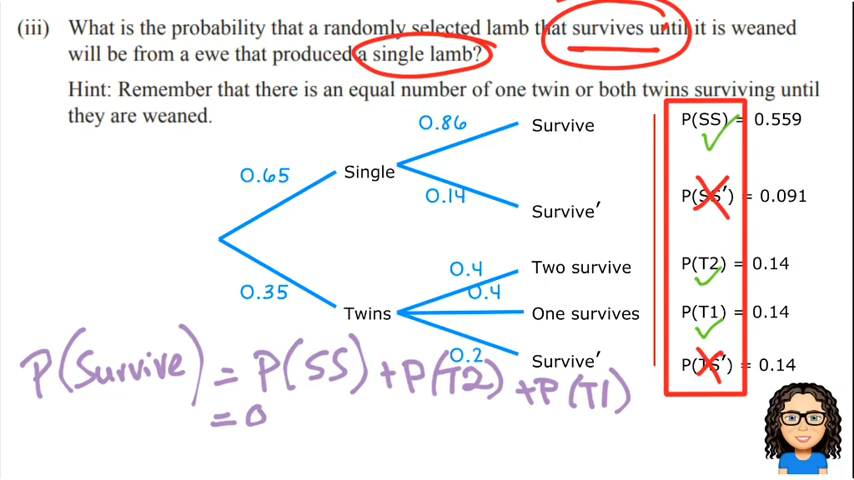 (iii) What is the probability that a randomly selected lamb that survives until it is weaned
will be from a ewe that produced a single lamb?
Hint: Remember that there is an equal number of one twin or both twins surviving until
they are weaned.
0.86
Survive
P(SS) = 0.559
0.65
Single
0.14
Survive′
P(SS′) = 0.091
0.35
Twins
0.4
Two survive
P(T2) = 0.14
0.4
One survives
P(T1) = 0.14
0.2
Survive′
P(TS′) = 0.14
P(Survive) = P(SS) + P(T2) + P(T1)
= 0